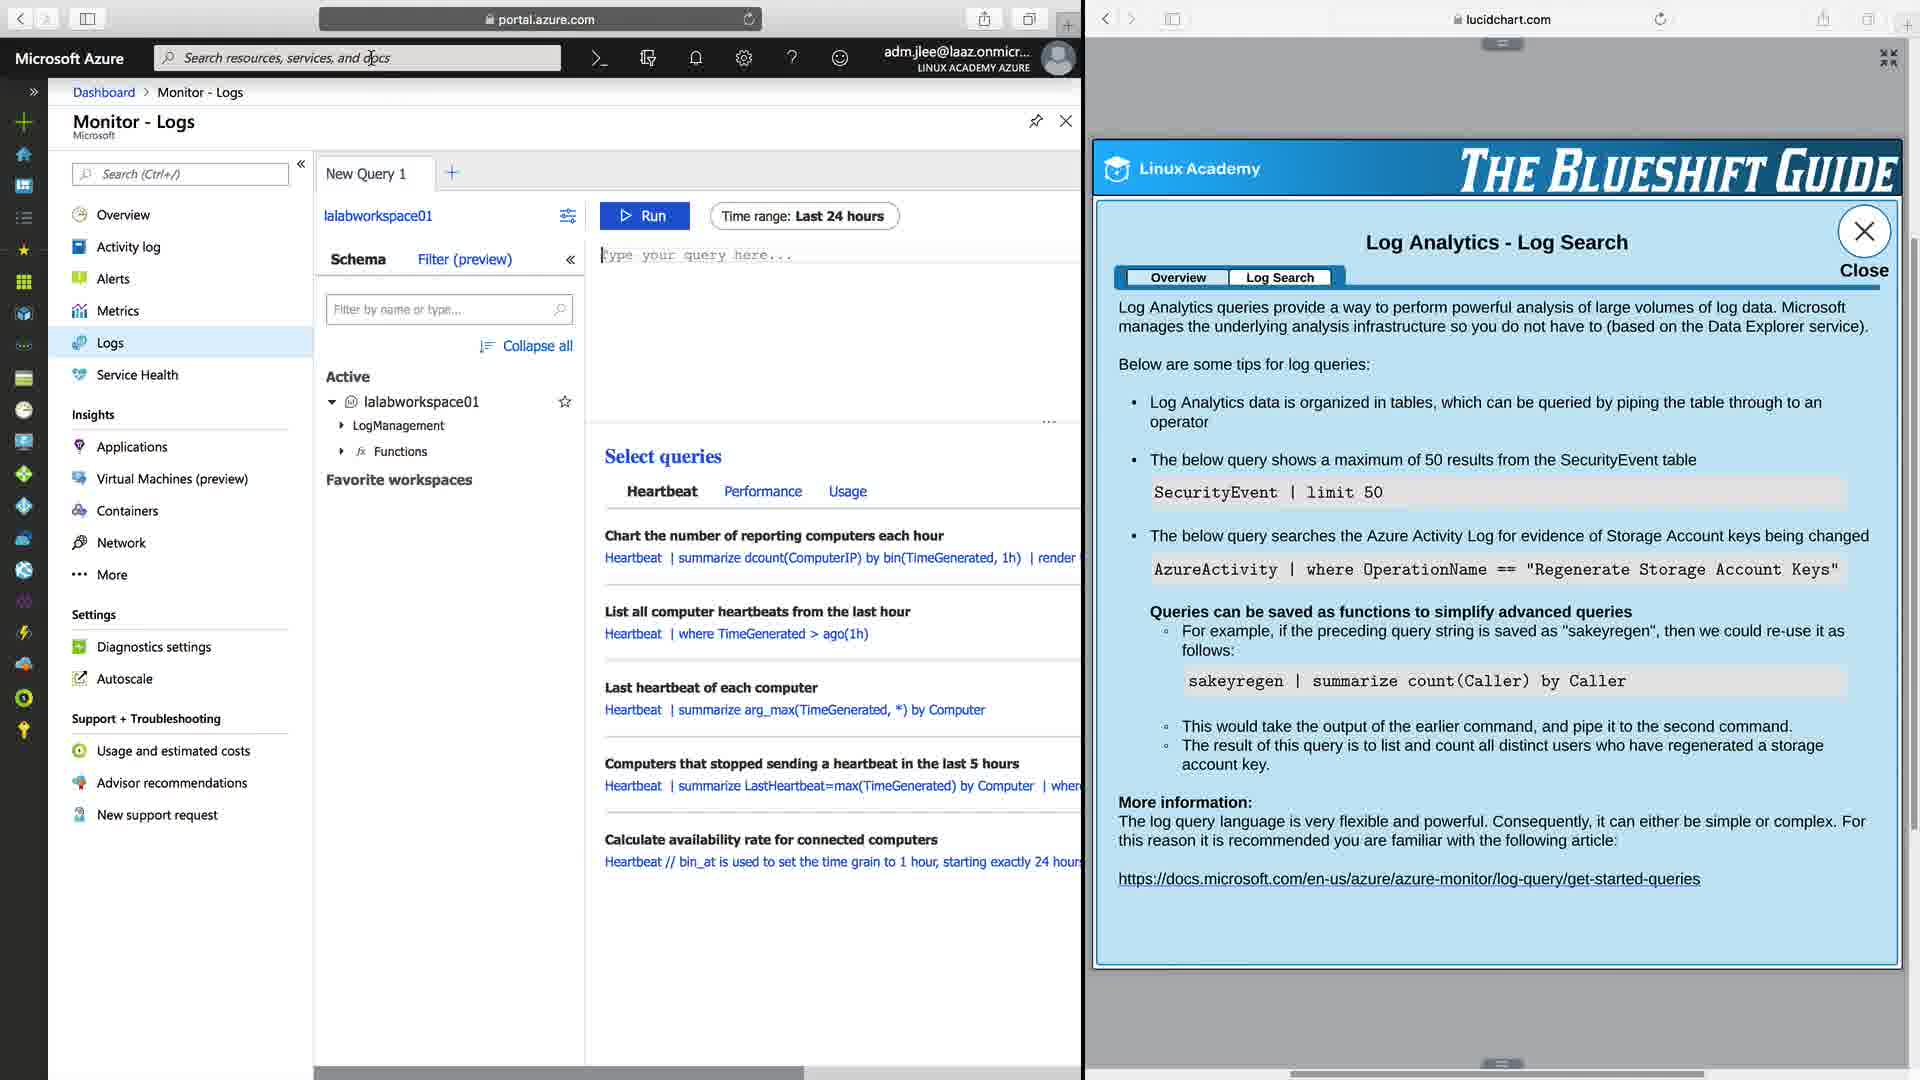 portal.azure.com
Microsoft Azure
Search resources, services, and docs
adm.jlee@laaz.onmicr...
LINUX ACADEMY AZURE
Dashboard > Monitor - Logs
Monitor - Logs
Microsoft
Search (Ctrl+/)
Overview
Activity log
Alerts
Metrics
Logs
Service Health
Insights
Applications
Virtual Machines (preview)
Containers
Network
More
Settings
Diagnostics settings
Autoscale
Support + Troubleshooting
Usage and estimated costs
Advisor recommendations
New support request
New Query 1
lalabworkspace01
Schema
Filter (preview)
Filter by name or type...
Collapse all
Active
lalabworkspace01
LogManagement
fx Functions
Favorite workspaces
Run
Time range: Last 24 hours
Type your query here...
Select queries
Heartbeat Performance Usage
Chart the number of reporting computers each hour
Heartbeat | summarize dcount(ComputerIP) by bin(TimeGenerated, 1h) | render
List all computer heartbeats from the last hour
Heartbeat | where TimeGenerated > ago(1h)
Last heartbeat of each computer
Heartbeat | summarize arg_max(TimeGenerated, *) by Computer
Computers that stopped sending a heartbeat in the last 5 hours
Heartbeat | summarize LastHeartbeat=max(TimeGenerated) by Computer | wher
Calculate availability rate for connected computers
Heartbeat // bin_at is used to set the time grain to 1 hour, starting exactly 24 hours
lucidchart.com
Linux Academy
THE BLUESHIFT GUIDE
Log Analytics - Log Search
Close
Overview
Log Search
Log Analytics queries provide a way to perform powerful analysis of large volumes of log data. Microsoft
manages the underlying analysis infrastructure so you do not have to (based on the Data Explorer service).
Below are some tips for log queries:
• Log Analytics data is organized in tables, which can be queried by piping the table through to an
operator
• The below query shows a maximum of 50 results from the SecurityEvent table
SecurityEvent | limit 50
• The below query searches the Azure Activity Log for evidence of Storage Account keys being changed
AzureActivity | where OperationName == "Regenerate Storage Account Keys"
Queries can be saved as functions to simplify advanced queries
◦ For example, if the preceding query string is saved as "sakeyregen", then we could re-use it as
follows:
sakeyregen | summarize count(Caller) by Caller
◦ This would take the output of the earlier command, and pipe it to the second command.
◦ The result of this query is to list and count all distinct users who have regenerated a storage
account key.
More information:
The log query language is very flexible and powerful. Consequently, it can either be simple or complex. For
this reason it is recommended you are familiar with the following article:
https://docs.microsoft.com/en-us/azure/azure-monitor/log-query/get-started-queries